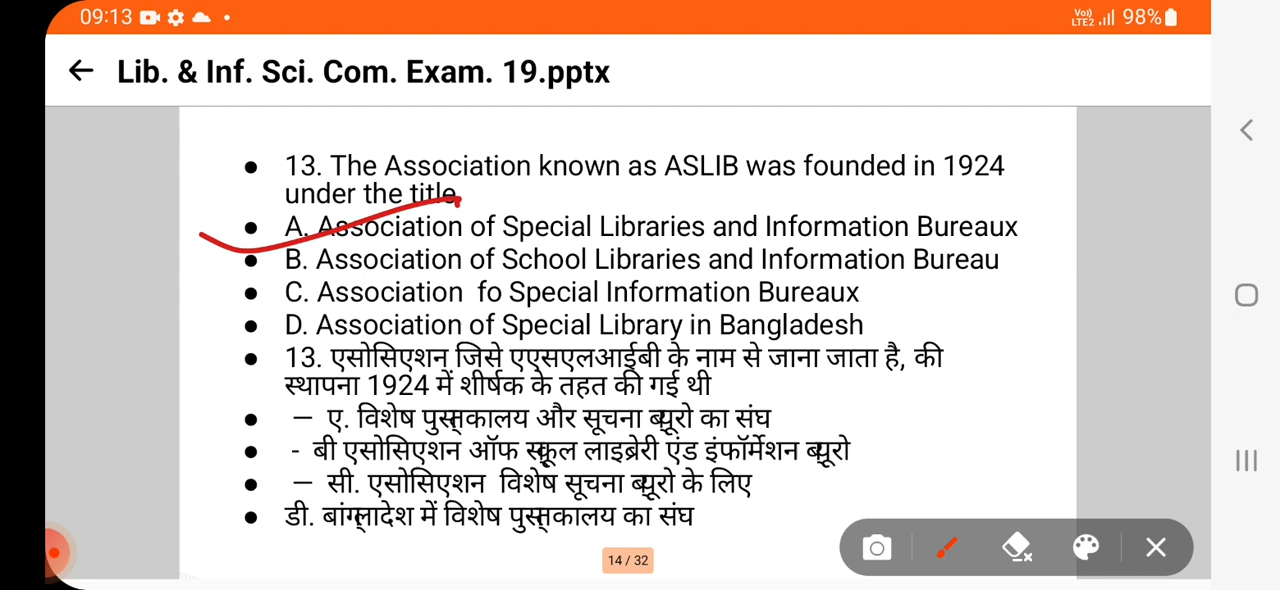 09:13 Vo)) LTE2 98%
← Lib. & Inf. Sci. Com. Exam. 19.pptx
● 13. The Association known as ASLIB was founded in 1924
under the title,
● A. Association of Special Libraries and Information Bureaux
● B. Association of School Libraries and Information Bureau
● C. Association fo Special Information Bureaux
● D. Association of Special Library in Bangladesh
● 13. एसोसिएशन जिसे एएसएलआईबी के नाम से जाना जाता है, की
स्थापना 1924 में शीर्षक के तहत की गई थी
● – ए. विशेष पुस्तकालय और सूचना ब्यूरो का संघ
● - बी एसोसिएशन ऑफ स्कूल लाइब्रेरी एंड इंफॉर्मेशन ब्यूरो
● – सी. एसोसिएशन विशेष सूचना ब्यूरो के लिए
● डी. बांग्लादेश में विशेष पुस्तकालय का संघ
14 / 32